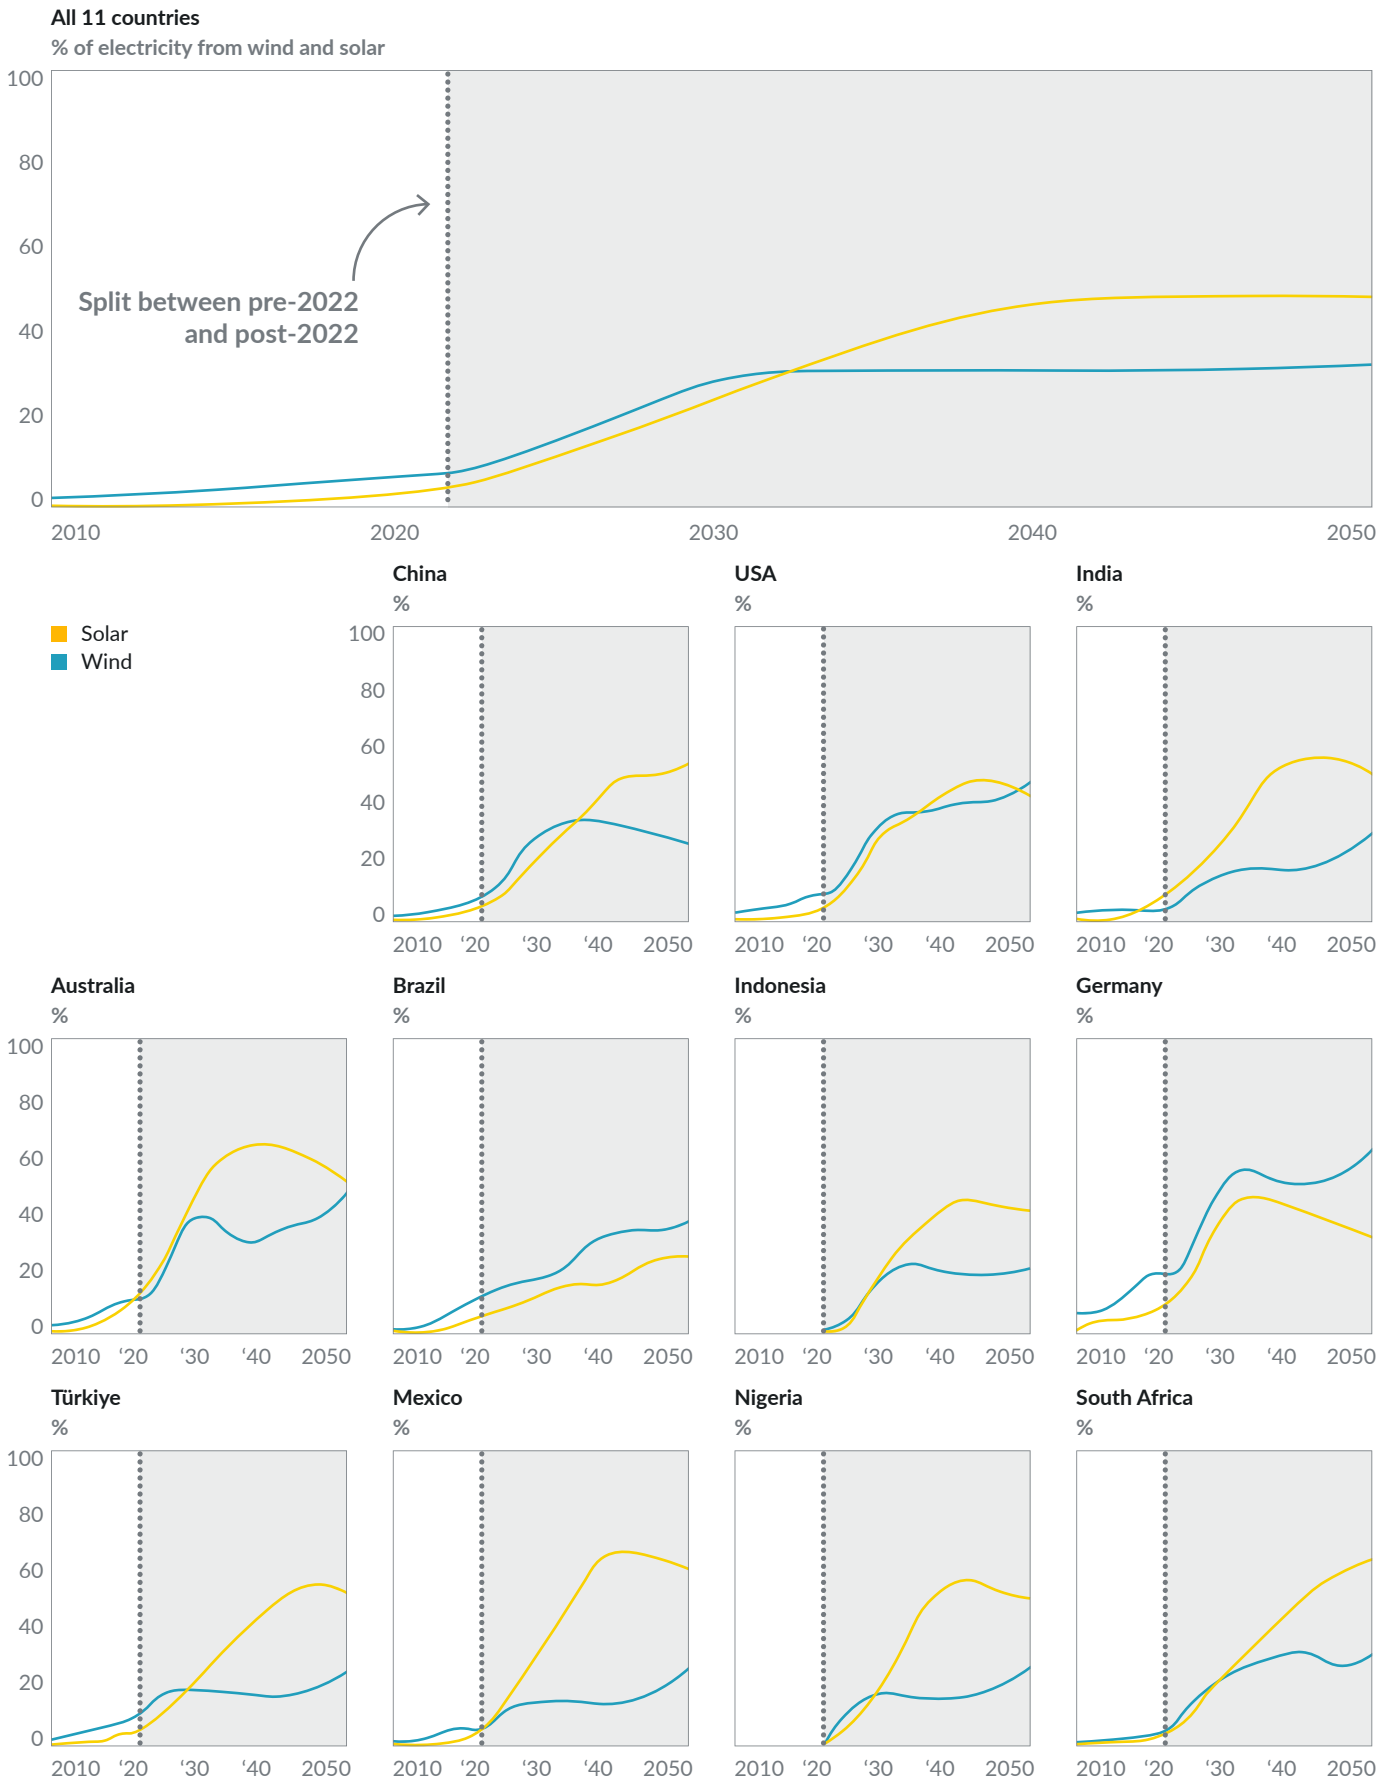 All 11 countries
% of electricity from wind and solar
100
80
60
40
20
0
Split between pre-2022
and post-2022
2010 2020 2030 2040 2050
Solar
Wind
China
%
100
80
60
40
20
0
2010 ‘20 ‘30 ‘40 2050
USA
%
2010 ‘20 ‘30 ‘40 2050
India
%
2010 ‘20 ‘30 ‘40 2050
Australia
%
100
80
60
40
20
0
2010 ‘20 ‘30 ‘40 2050
Brazil
%
2010 ‘20 ‘30 ‘40 2050
Indonesia
%
2010 ‘20 ‘30 ‘40 2050
Germany
%
2010 ‘20 ‘30 ‘40 2050
Türkiye
%
100
80
60
40
20
0
2010 ‘20 ‘30 ‘40 2050
Mexico
%
2010 ‘20 ‘30 ‘40 2050
Nigeria
%
2010 ‘20 ‘30 ‘40 2050
South Africa
%
2010 ‘20 ‘30 ‘40 2050